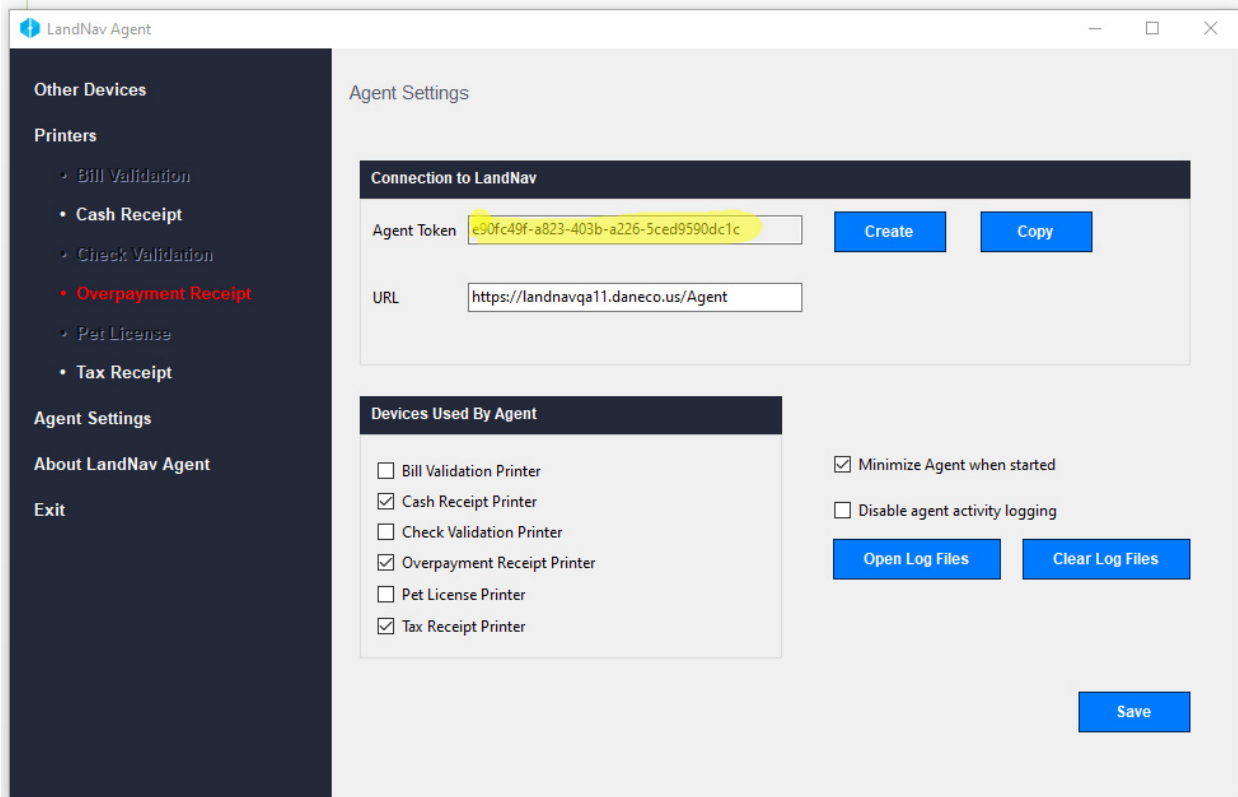 LandNav Agent
Other Devices
Printers
• Bill Validation
• Cash Receipt
• Check Validation
• Overpayment Receipt
• Pet License
• Tax Receipt
Agent Settings
About LandNav Agent
Exit
Agent Settings
Connection to LandNav
Agent Token e90fc49f-a823-403b-a226-5ced9590dc1c Create Copy
URL https://landnavqa11.daneco.us/Agent
Devices Used By Agent
Bill Validation Printer
Cash Receipt Printer
Check Validation Printer
Overpayment Receipt Printer
Pet License Printer
Tax Receipt Printer
Minimize Agent when started
Disable agent activity logging
Open Log Files Clear Log Files
Save